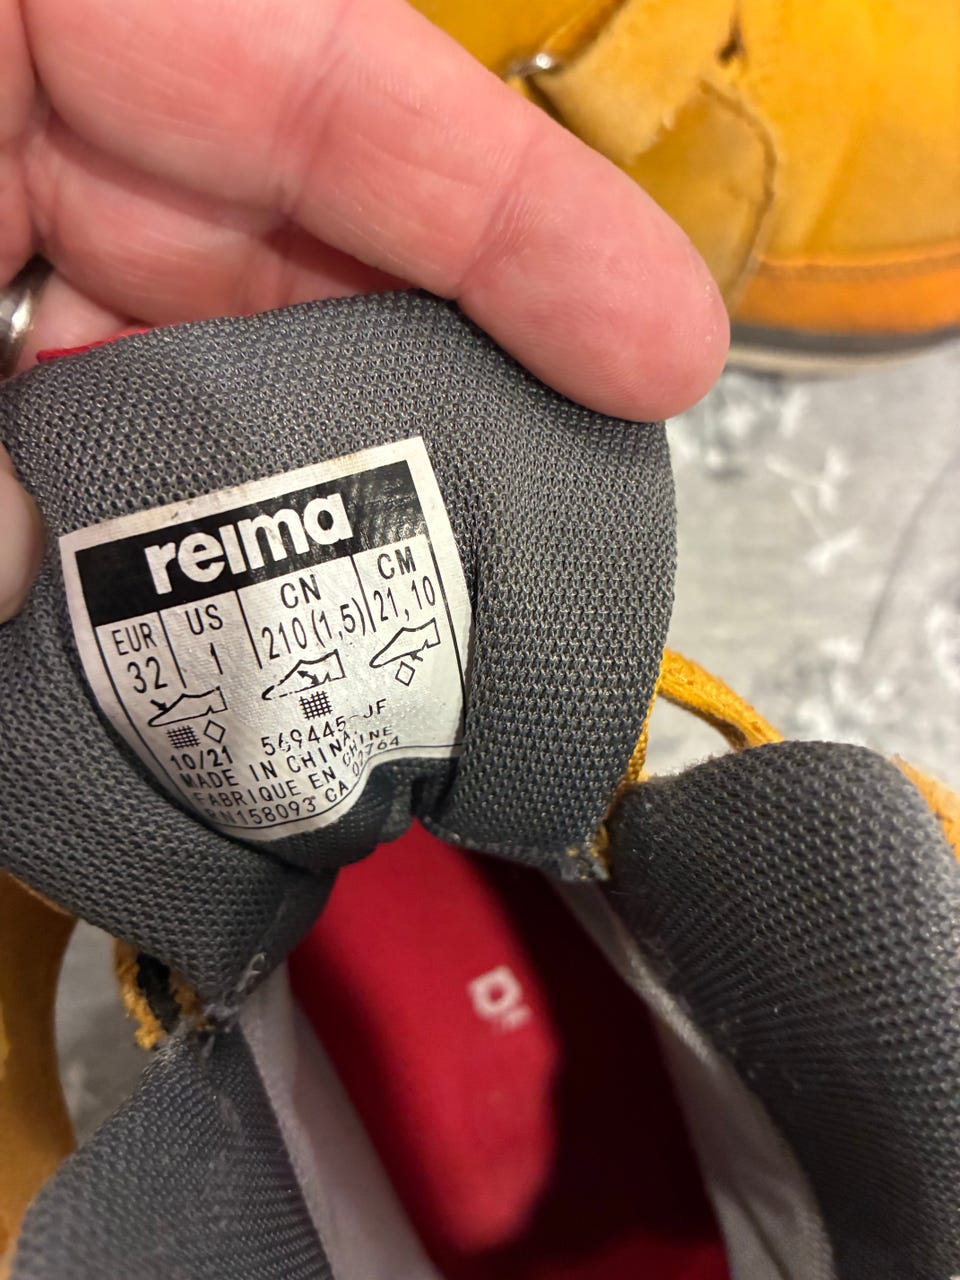 reima
EUR US CN CM
32 1 210(1,5) 21,10
10/21 569445-JF
MADE IN CHINA
FABRIQUE EN CHINE
RN158093 CA 02764